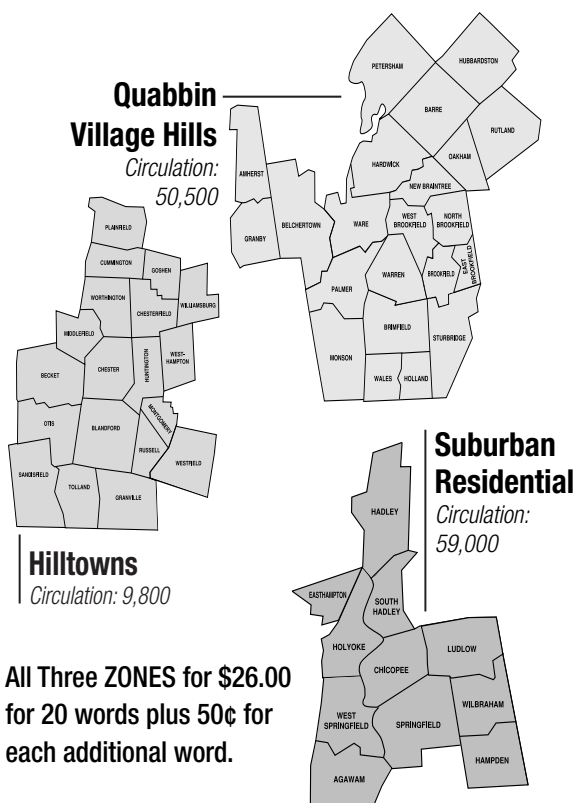 Quabbin
Village Hills
Circulation:
50,500
PETERSHAM
HUBBARDSTON
BARRE
RUTLAND
HARDWICK
OAKHAM
NEW BRAINTREE
AMHERST
BELCHERTOWN
GRANBY
WARE
WEST
BROOKFIELD
NORTH
BROOKFIELD
EAST
BROOKFIELD
PALMER
WARREN
BROOKFIELD
BRIMFIELD
STURBRIDGE
MONSON
WALES
HOLLAND
PLAINFIELD
CUMMINGTON
GOSHEN
WORTHINGTON
CHESTERFIELD
WILLIAMSBURG
MIDDLEFIELD
HUNTINGTON
WEST-
HAMPTON
BECKET
CHESTER
MONTGOMERY
OTIS
BLANDFORD
RUSSELL
WESTFIELD
SANDISFIELD
TOLLAND
GRANVILLE
Hilltowns
Circulation: 9,800
Suburban
Residential
Circulation:
59,000
HADLEY
EASTHAMPTON
SOUTH
HADLEY
HOLYOKE
CHICOPEE
LUDLOW
WEST
SPRINGFIELD
SPRINGFIELD
WILBRAHAM
HAMPDEN
AGAWAM
All Three ZONES for $26.00
for 20 words plus 50¢ for
each additional word.